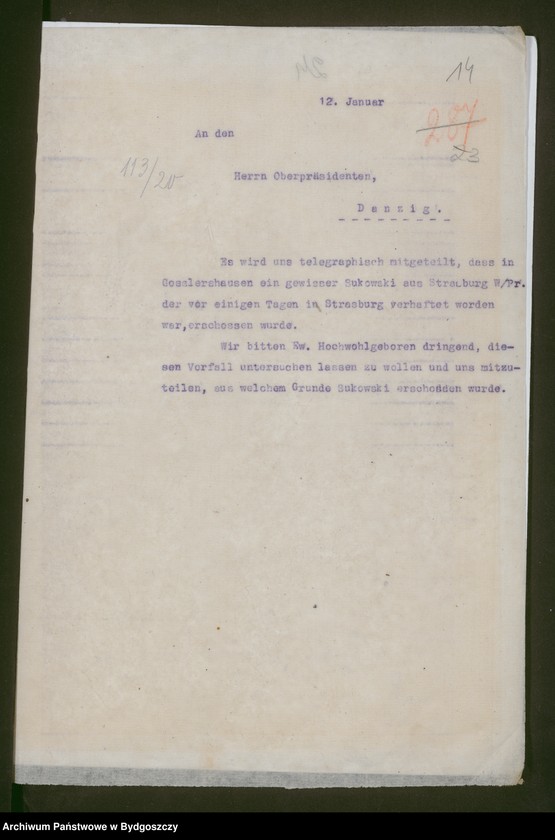 14
12. Januar
287
An den
23
113/20
Herrn Oberpräsidenten,
Danzig.
Es wird uns telegraphisch mitgeteilt, dass in
Gosslershausen ein gewisser Sukowski aus Strasburg W/Pr.
der vor einigen Tagen in Strasburg verhaftet worden
war,erschossen wurde.
Wir bitten Ew. Hochwohlgeboren dringend, die-
sen Vorfall untersuchen lassen zu wollen und uns mitzu-
teilen, aus welchem Grunde Sukowski erschossen wurde.
Archiwum Państwowe w Bydgoszczy